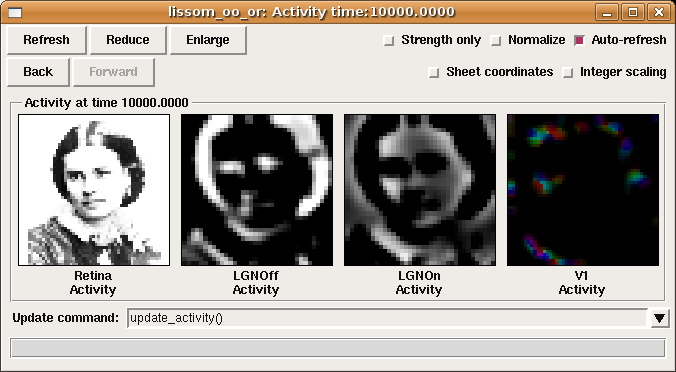 lissom_oo_or: Activity time:10000.0000
Refresh Reduce Enlarge Strength only Normalize Auto-refresh
Back Forward Sheet coordinates Integer scaling
Activity at time 10000.0000
Retina LGNOff LGNOn V1
Activity Activity Activity Activity
Update command: update_activity()